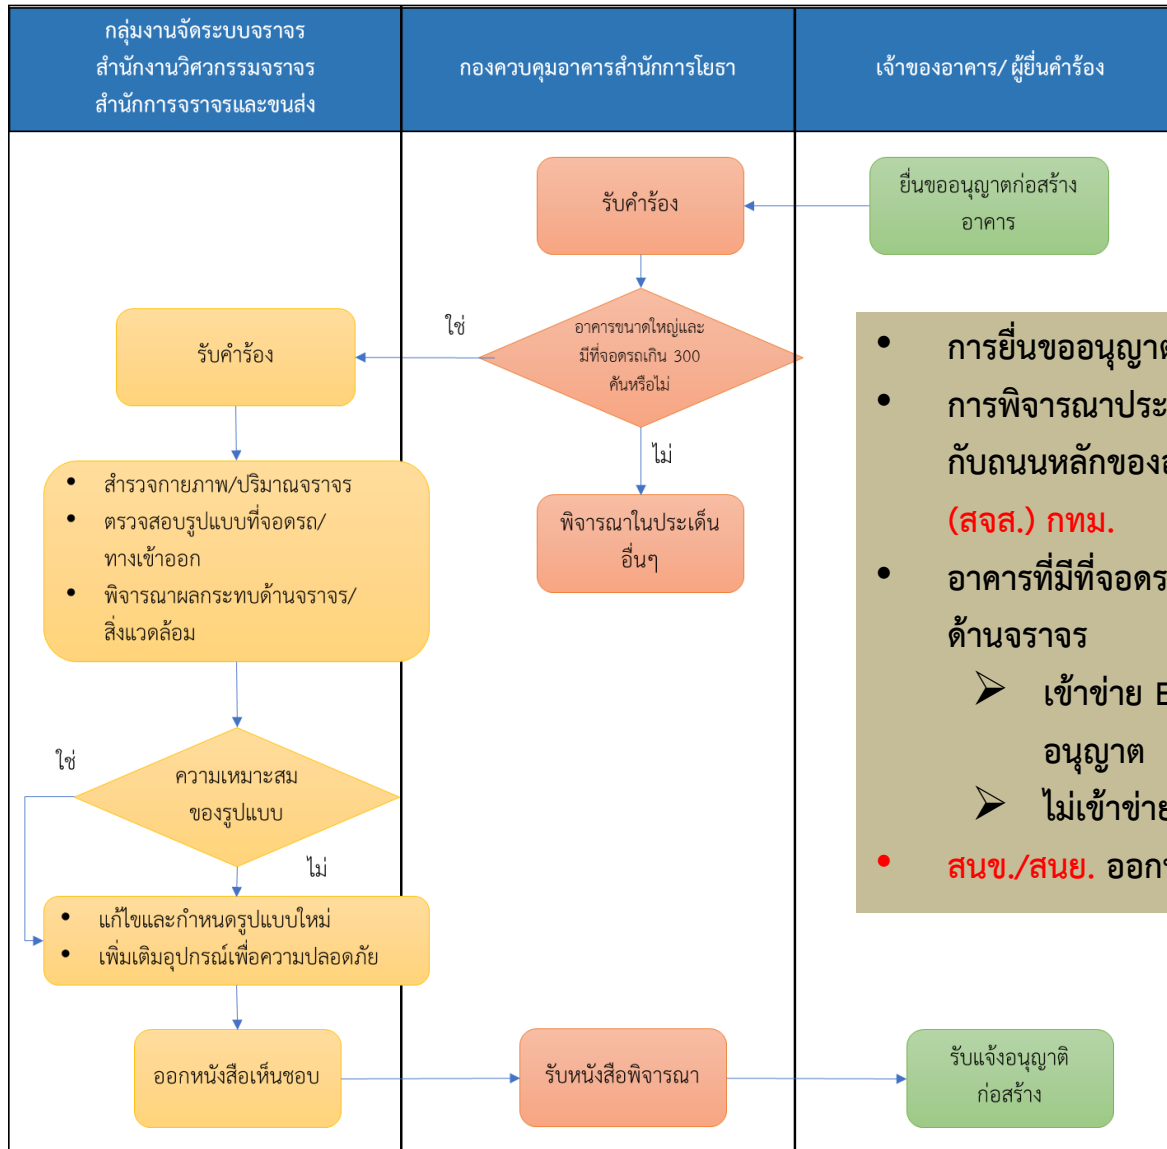 กลุ่มงานจัดระบบจราจร
สำนักงานวิศวกรรมจราจร
สำนักการจราจรและขนส่ง
กองควบคุมอาคารสำนักการโยธา
เจ้าของอาคาร/ ผู้ยื่นคำร้อง
ยื่นขออนุญาตก่อสร้าง
อาคาร
รับคำร้อง
อาคารขนาดใหญ่และ
มีที่จอดรถเกิน 300
คันหรือไม่
ใช่
ไม่
รับคำร้อง
พิจารณาในประเด็น
อื่นๆ
• สำรวจกายภาพ/ปริมาณจราจร
• ตรวจสอบรูปแบบที่จอดรถ/
ทางเข้าออก
• พิจารณาผลกระทบด้านจราจร/
สิ่งแวดล้อม
ใช่
ความเหมาะสม
ของรูปแบบ
ไม่
• แก้ไขและกำหนดรูปแบบใหม่
• เพิ่มเติมอุปกรณ์เพื่อความปลอดภัย
ออกหนังสือเห็นชอบ
รับหนังสือพิจารณา
รับแจ้งอนุญาติ
ก่อสร้าง
• การยื่นขออนุญาต
• การพิจารณาประ
กับถนนหลักของ
(สจส.) กทม.
• อาคารที่มีที่จอดร
ด้านจราจร
➢ เข้าข่าย E
อนุญาต
➢ ไม่เข้าข่าย
• สนข./สนย. ออก